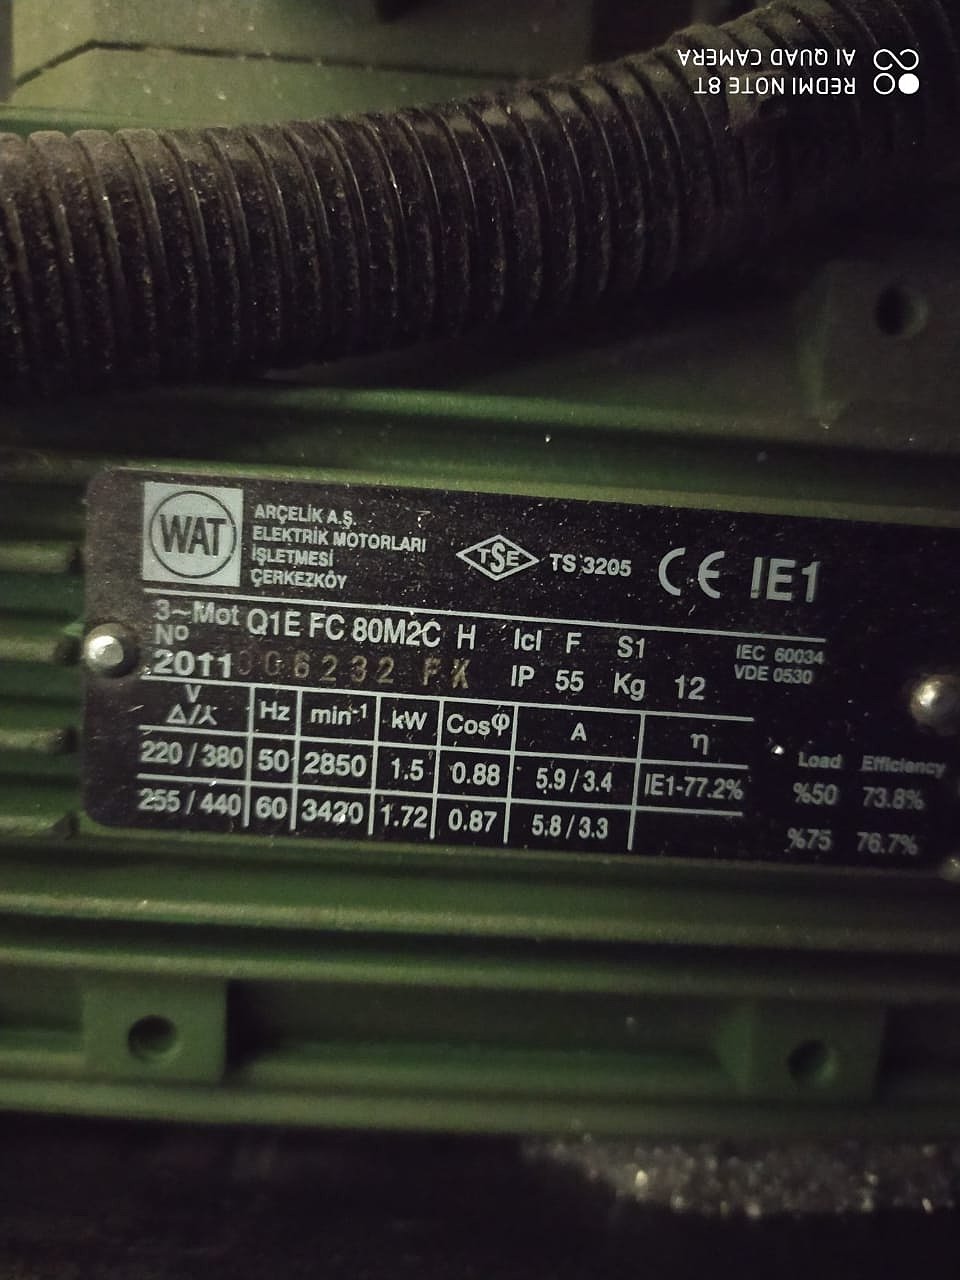 REDMI NOTE 8T
AI QUAD CAMERA
WAT
ARÇELİK A.Ş.
ELEKTRİK MOTORLARI
İŞLETMESİ
ÇERKEZKÖY
TSE TS 3205 CE IE1
3~Mot Q1E FC 80M2C H Icl F S1
IEC 60034
VDE 0530
No
2011 006232 FK IP 55 Kg 12
V Δ/⅄ Hz min-1 kW Cosφ A η
220 / 380 50 2850 1.5 0.88 5.9 / 3.4 IE1-77.2%
255 / 440 60 3420 1.72 0.87 5.8 / 3.3
Load Efficiency
%50 73.8%
%75 76.7%